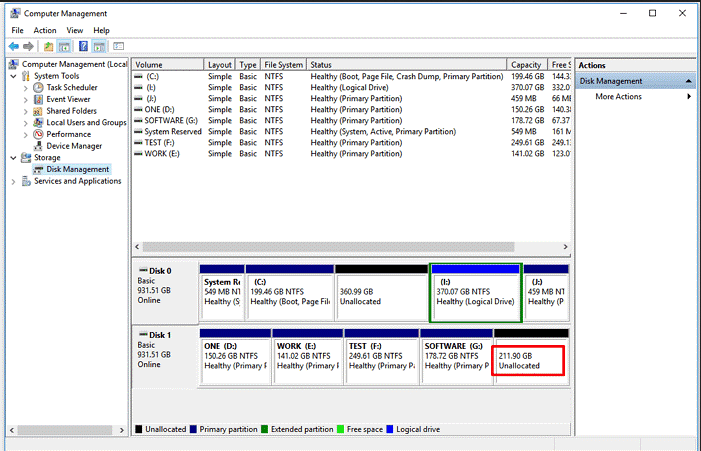 Computer Management
File Action View Help
Computer Management (Local
System Tools
Task Scheduler
Event Viewer
Shared Folders
Local Users and Groups
Performance
Device Manager
Storage
Disk Management
Services and Applications
Volume Layout Type File System Status Capacity Free S
(C:) Simple Basic NTFS Healthy (Boot, Page File, Crash Dump, Primary Partition) 199.46 GB 144.3
(I:) Simple Basic NTFS Healthy (Logical Drive) 370.07 GB 332.0
(J:) Simple Basic NTFS Healthy (Primary Partition) 459 MB 66 MB
ONE (D:) Simple Basic NTFS Healthy (Primary Partition) 150.26 GB 140.3
SOFTWARE (G:) Simple Basic NTFS Healthy (Primary Partition) 178.72 GB 67.37
System Reserved Simple Basic NTFS Healthy (System, Active, Primary Partition) 549 MB 161 M
TEST (F:) Simple Basic NTFS Healthy (Primary Partition) 249.61 GB 249.1
WORK (E:) Simple Basic NTFS Healthy (Primary Partition) 141.02 GB 123.0
Actions
Disk Management
More Actions
Disk 0
Basic
931.51 GB
Online
System Re
549 MB NT
Healthy (S
(C:)
199.46 GB NTFS
Healthy (Boot, Page File
360.99 GB
Unallocated
(I:)
370.07 GB NTFS
Healthy (Logical Drive)
(J:)
459 MB NT
Healthy (P
Disk 1
Basic
931.51 GB
Online
ONE (D:)
150.26 GB NTFS
Healthy (Primary P
WORK (E:)
141.02 GB NTFS
Healthy (Primary P
TEST (F:)
249.61 GB NTFS
Healthy (Primary Pa
SOFTWARE (G:)
178.72 GB NTFS
Healthy (Primary P
211.90 GB
Unallocated
Unallocated Primary partition Extended partition Free space Logical drive